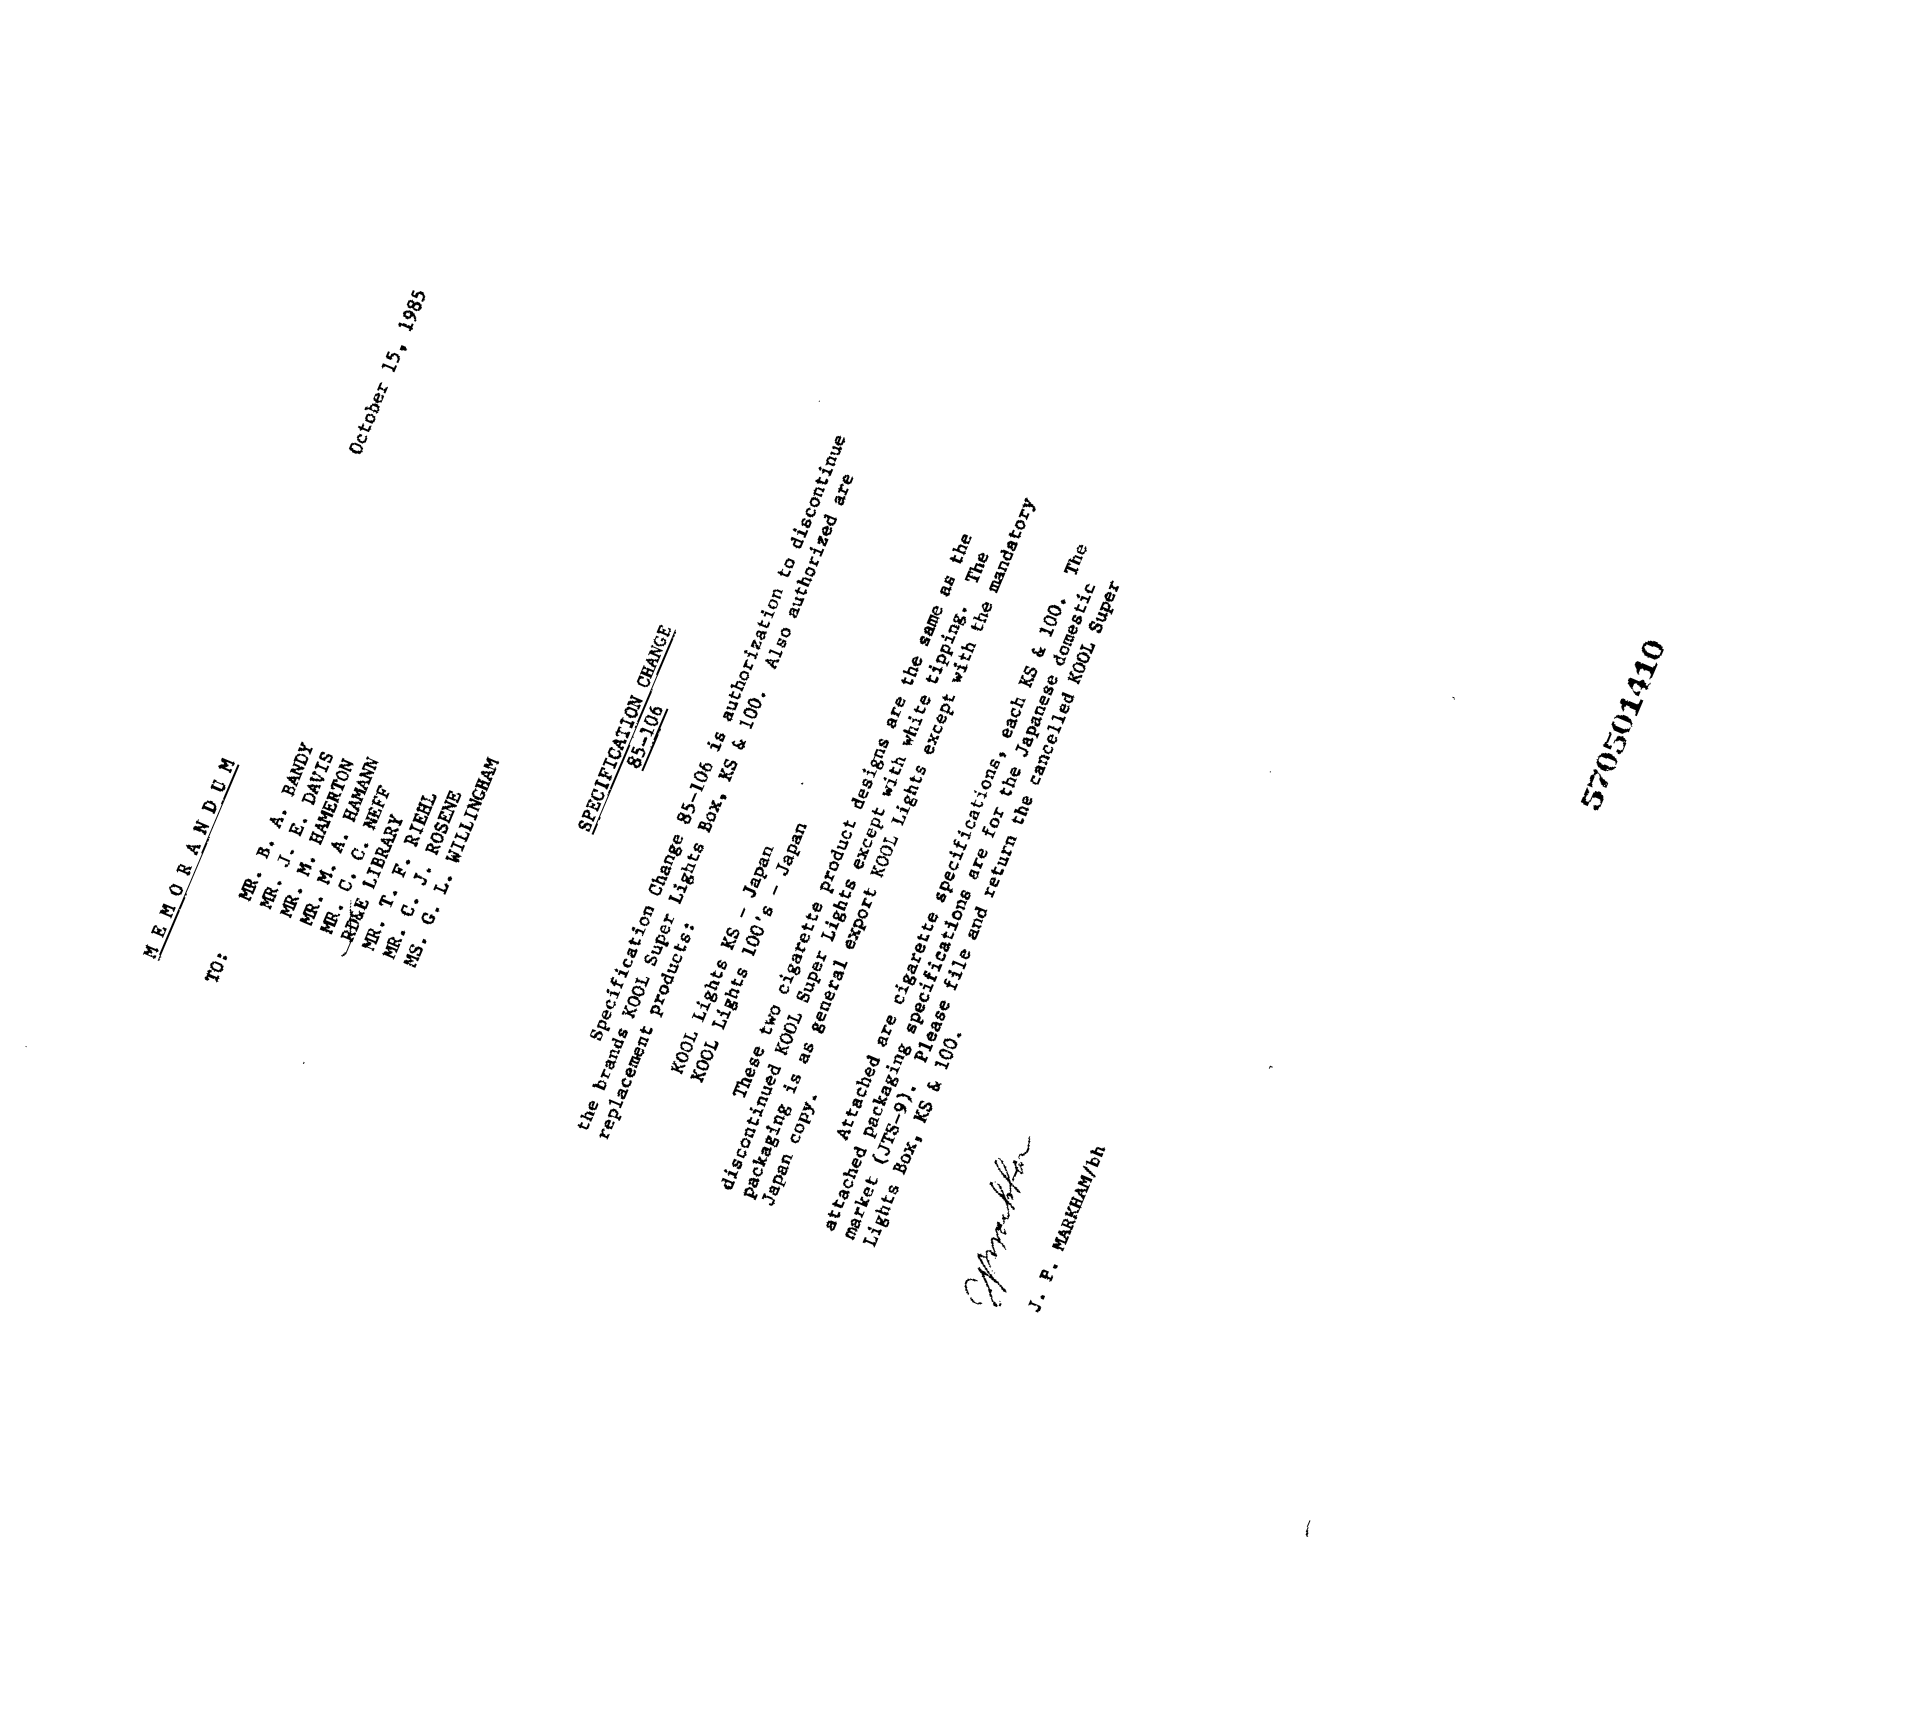 October 15, 1985
M E M O R A N D U M
TO:
MR. B. A. BANDY
MR. J. E. DAVIS
MR. M. HAMERTON
MR. M. A. HAMANN
MR. C. C. NEFF
RD&E LIBRARY
MR. T. F. RIEHL
MR. C. J. ROSENE
MS. G. L. WILLINGHAM
SPECIFICATION CHANGE
85-106
Specification Change 85-106 is authorization to discontinue
the brands KOOL Super Lights Box, KS & 100. Also authorized are
replacement products:
KOOL Lights KS - Japan
KOOL Lights 100's - Japan
These two cigarette product designs are the same as the
discontinued KOOL Super Lights except with white tipping. The
packaging is as general export KOOL Lights except with the mandatory
Japan copy.
Attached are cigarette specifications, each KS & 100. The
attached packaging specifications are for the Japanese domestic
market (JTS-9). Please file and return the cancelled KOOL Super
Lights Box, KS & 100.
J. P. MARKHAM/bh
570501410